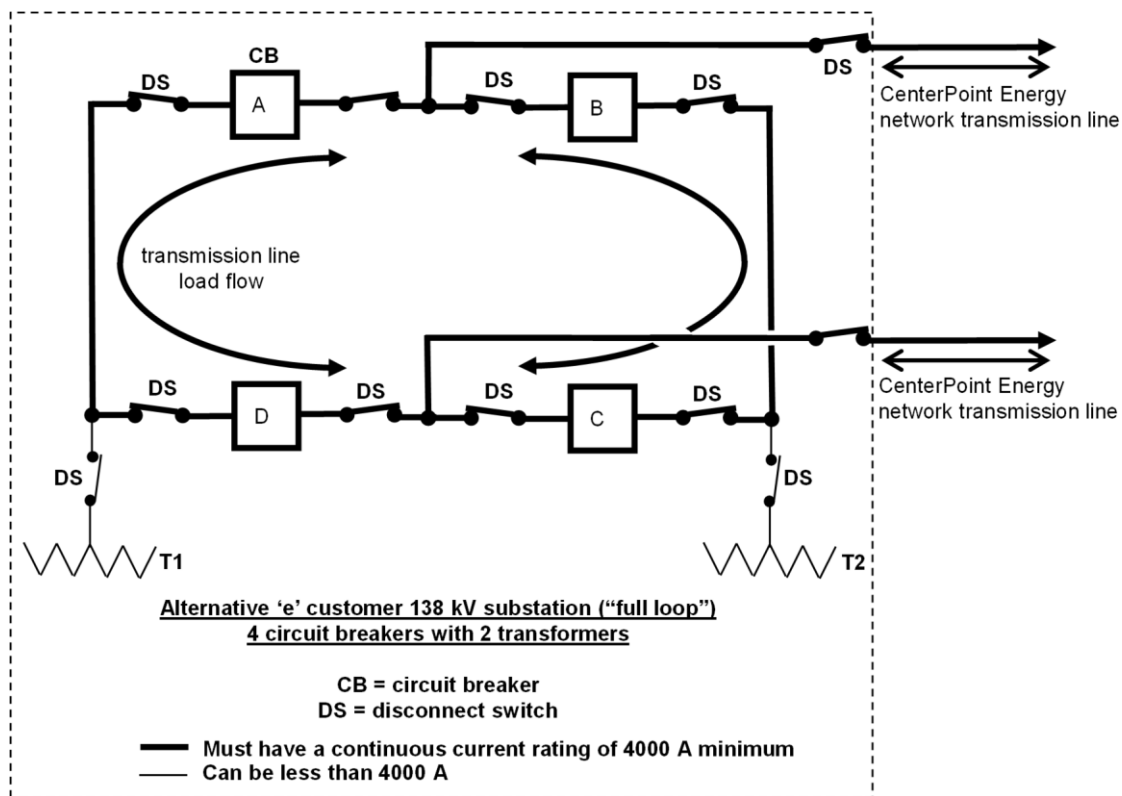 CB
DS
A
DS
B
DS
DS
CenterPoint Energy
network transmission line
transmission line
load flow
DS
D
DS
DS
C
DS
CenterPoint Energy
network transmission line
DS
DS
T1
T2
Alternative ‘e’ customer 138 kV substation (“full loop”)
4 circuit breakers with 2 transformers
CB = circuit breaker
DS = disconnect switch
Must have a continuous current rating of 4000 A minimum
Can be less than 4000 A